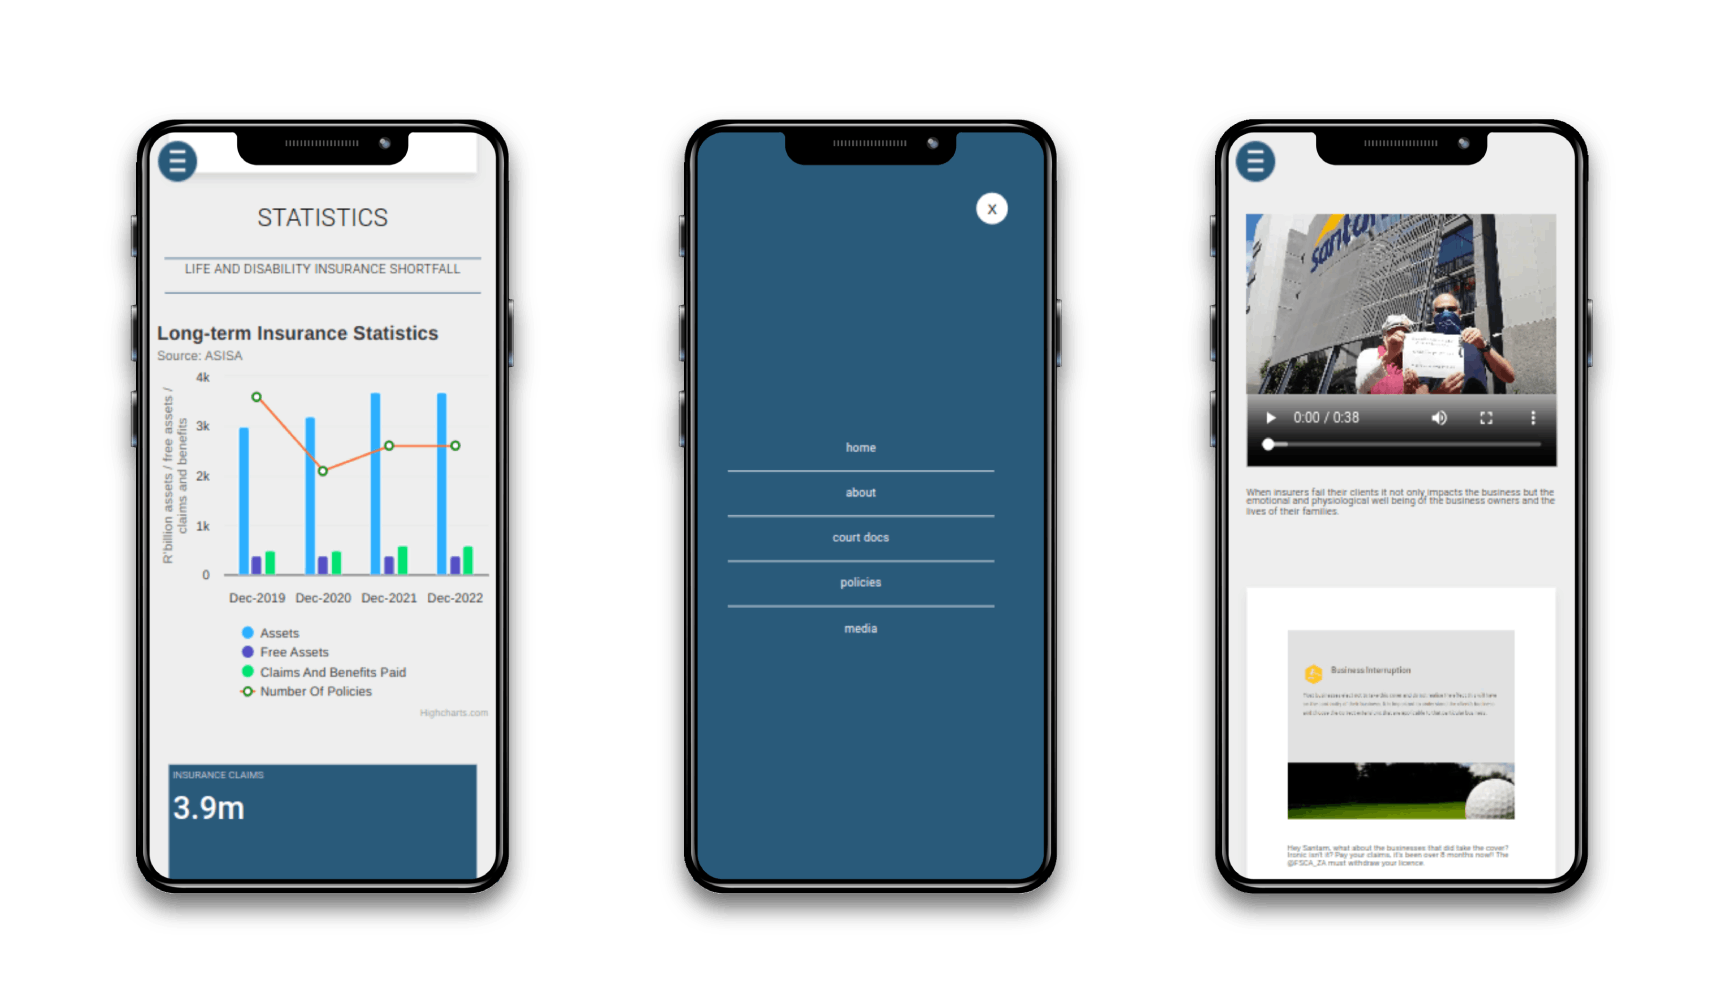 STATISTICS
LIFE AND DISABILITY INSURANCE SHORTFALL
Long-term Insurance Statistics
Source: ASISA
R'billion assets / free assets /
claims and benefits
4k
3k
2k
1k
0
Dec-2019 Dec-2020 Dec-2021 Dec-2022
Assets
Free Assets
Claims And Benefits Paid
Number Of Policies
Highcharts.com
INSURANCE CLAIMS
3.9m
x
home
about
court docs
policies
media
0:00 / 0:38
When insurers fail their clients it not only impacts the business but the
emotional and physiological well being of the business owners and the
lives of their families.
Business Interruption
Hey Santam, what about the businesses that did take the cover?
Ironic isn't it? Pay your claims, it's been over 8 months now!! The
@FSCA_ZA must withdraw your licence.